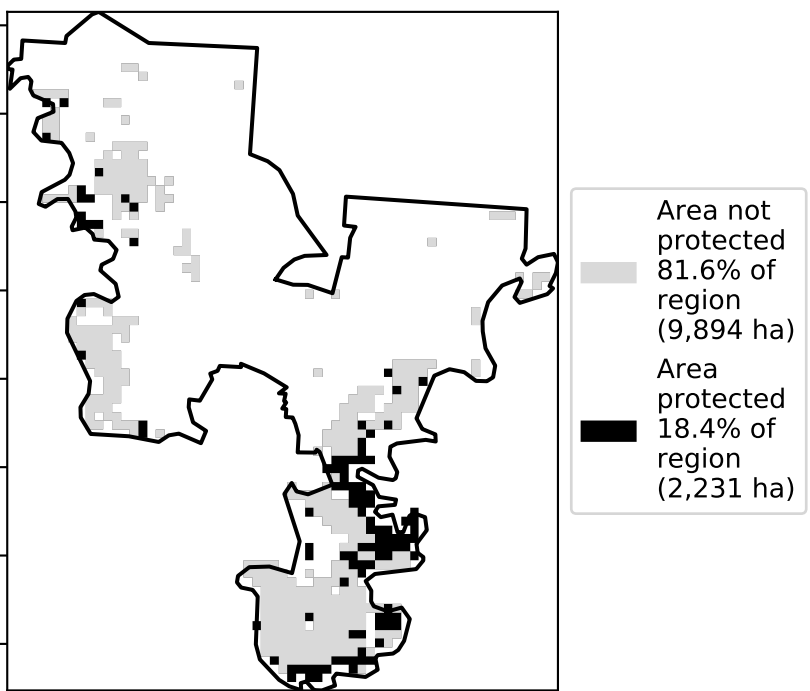 Area not
protected
81.6% of
region
(9,894 ha)
Area
protected
18.4% of
region
(2,231 ha)